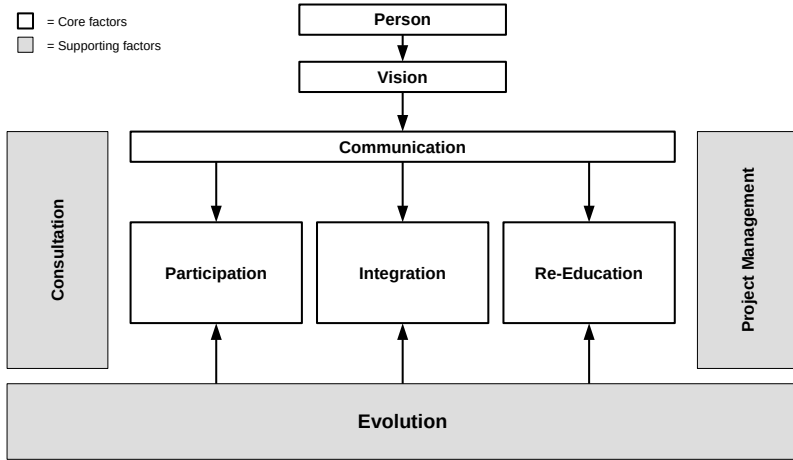 = Core factors
= Supporting factors
Person
Vision
Communication
Consultation
Participation
Integration
Re-Education
Project Management
Evolution